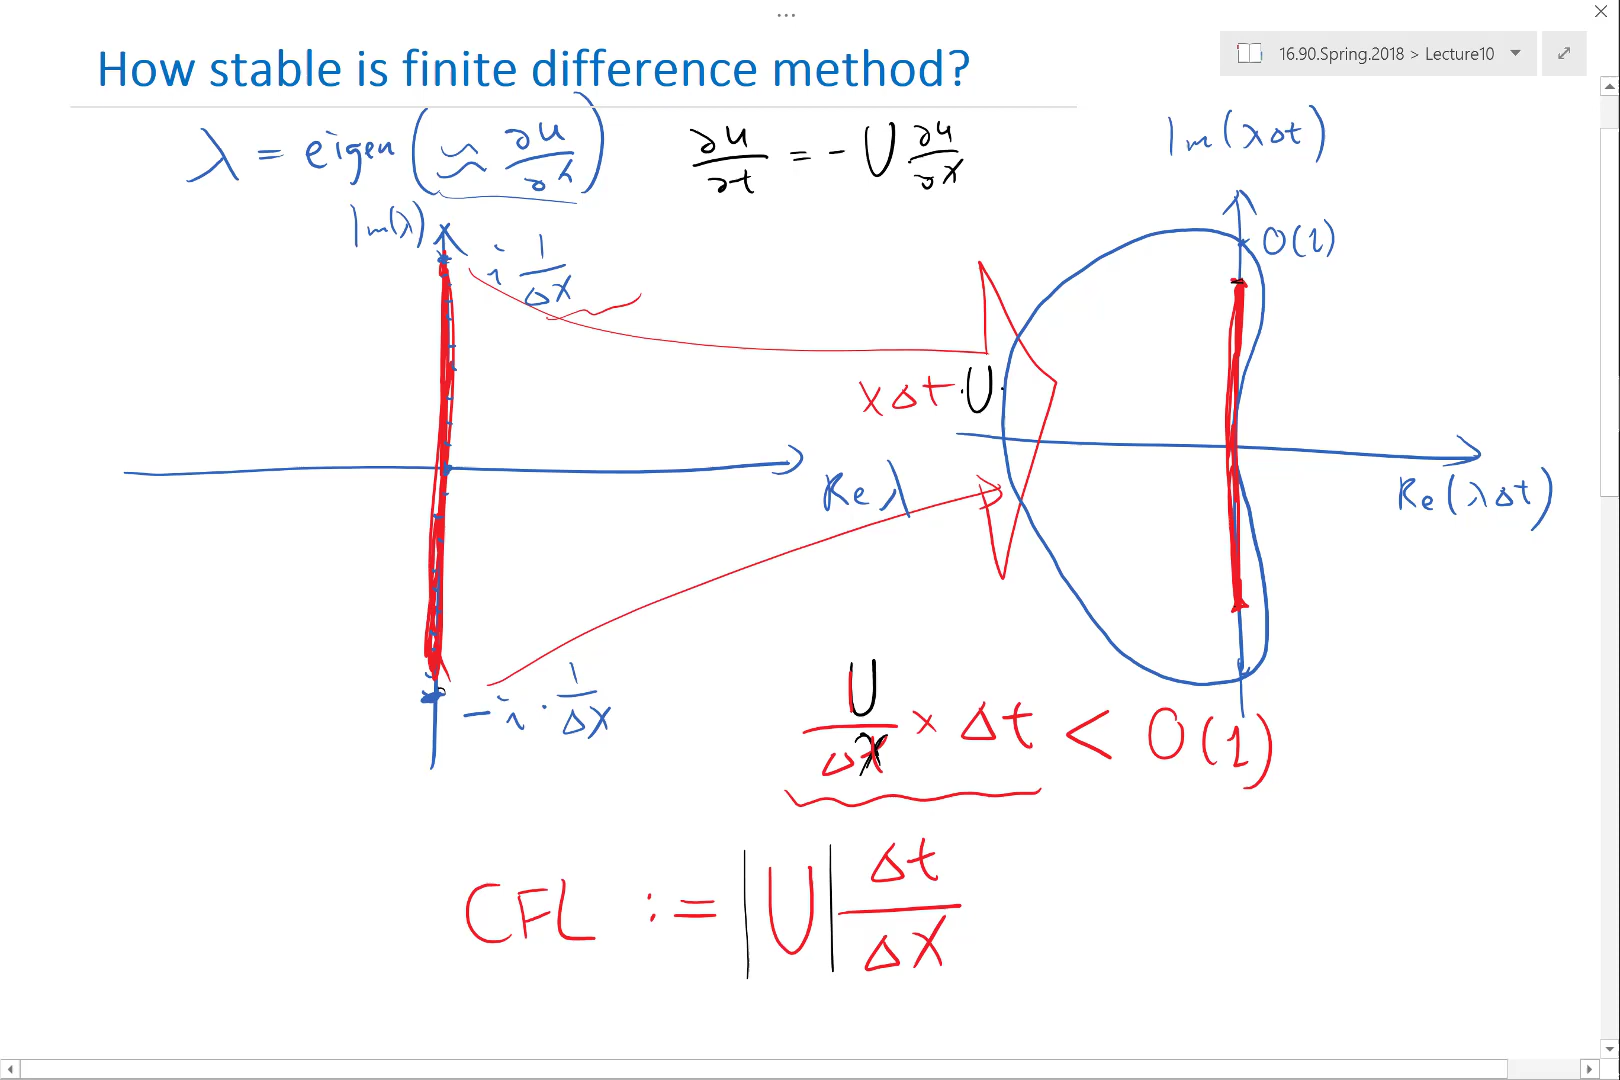 ...
How stable is finite difference method?
16.90.Spring.2018 > Lecture10
λ = eigen(≈ ∂u/∂x)
∂u/∂t = - U ∂u/∂x
Im(λΔt)
Im(λ)
i 1/Δx
O(1)
xΔt·U·
Re λ
Re(λΔt)
-i · 1/Δx
U/Δx × Δt < O(1)
CFL := |U| Δt/Δx